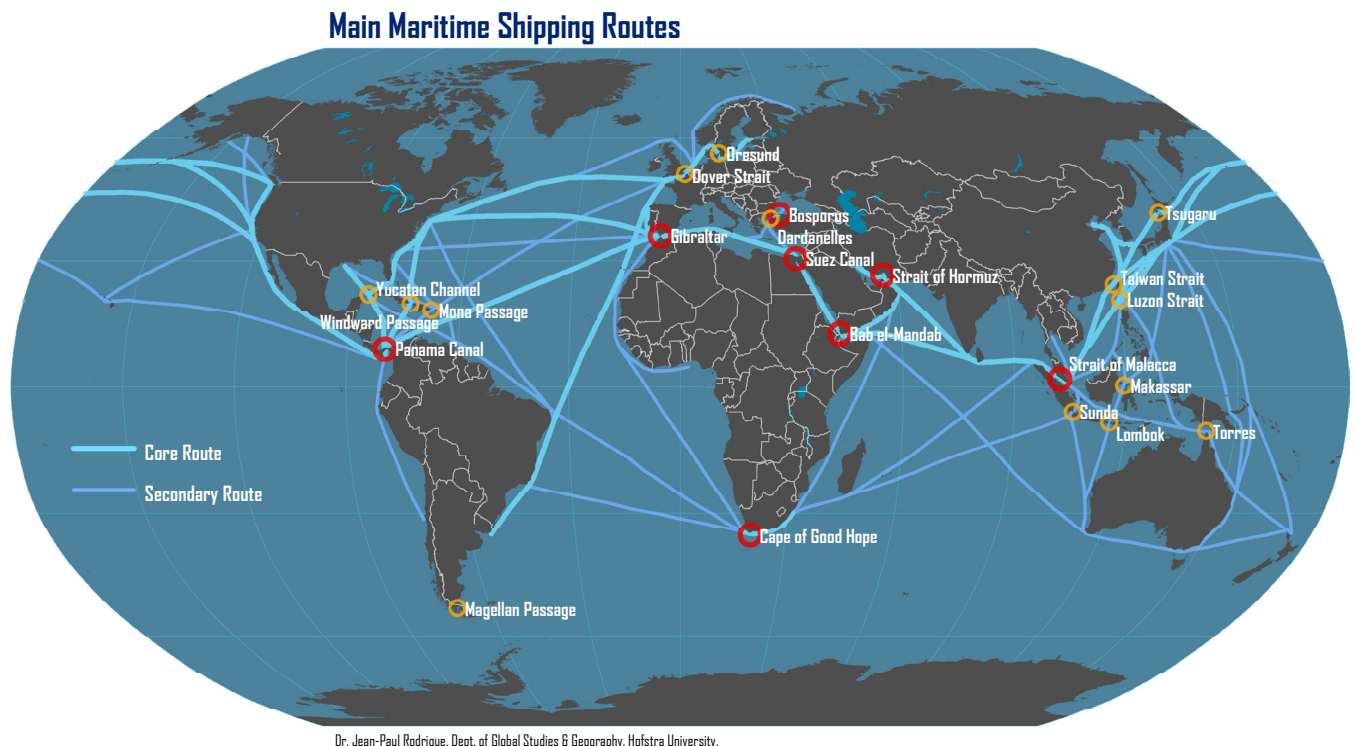 Main Maritime Shipping Routes
Oresund
Dover Strait
Bosporus
Tsugaru
Gibraltar
Dardanelles
Suez Canal
Strait of Hormuz
Taiwan Strait
Yucatan Channel
Luzon Strait
Mona Passage
Windward Passage
Bab el-Mandab
Panama Canal
Strait of Malacca
Makassar
Sunda
Lombok
Torres
Core Route
Secondary Route
Cape of Good Hope
Magellan Passage
Dr. Jean-Paul Rodrigue, Dept. of Global Studies & Geography, Hofstra University.